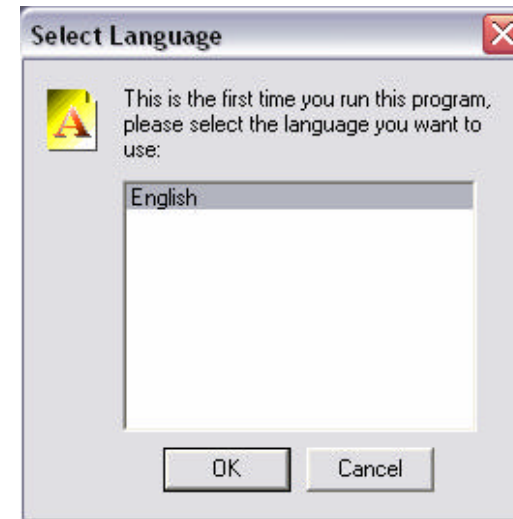 Select Language
This is the first time you run this program,
please select the language you want to
use:
English
OK Cancel